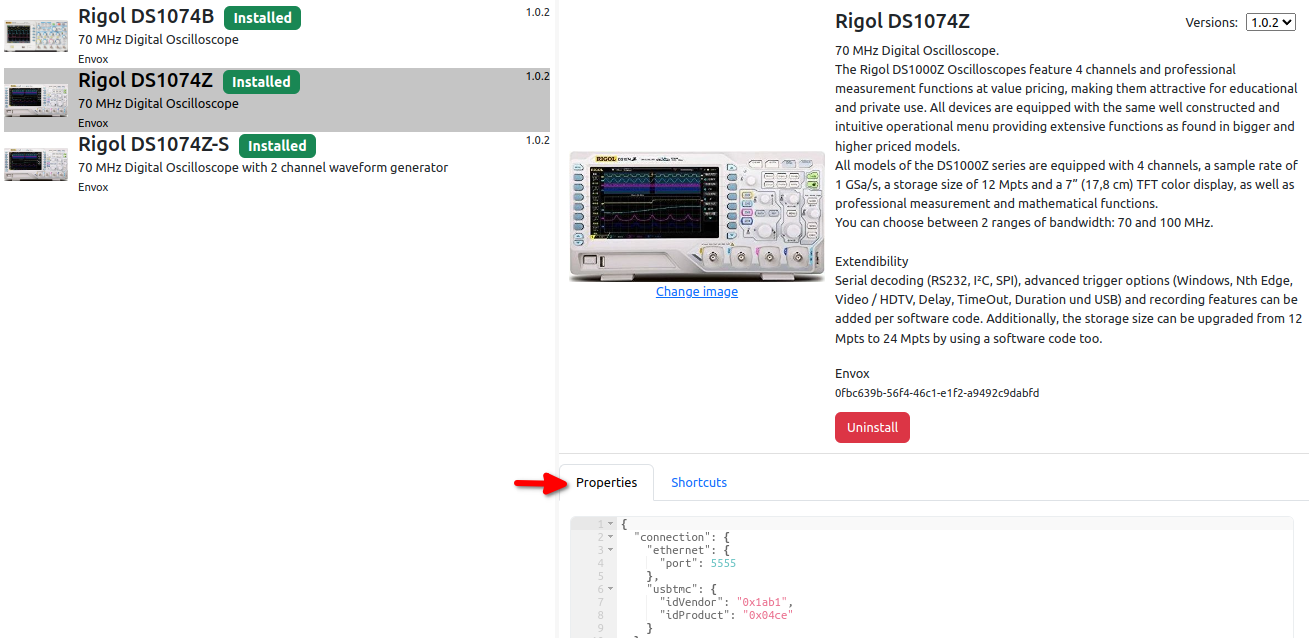 Rigol DS1074B Installed 1.0.2
70 MHz Digital Oscilloscope
Envox
Rigol DS1074Z Installed 1.0.2
70 MHz Digital Oscilloscope
Envox
Rigol DS1074Z-S Installed 1.0.2
70 MHz Digital Oscilloscope with 2 channel waveform generator
Envox
RIGOL
Change image
Rigol DS1074Z Versions: 1.0.2
70 MHz Digital Oscilloscope.
The Rigol DS1000Z Oscilloscopes feature 4 channels and professional
measurement functions at value pricing, making them attractive for educational
and private use. All devices are equipped with the same well constructed and
intuitive operational menu providing extensive functions as found in bigger and
higher priced models.
All models of the DS1000Z series are equipped with 4 channels, a sample rate of
1 GSa/s, a storage size of 12 Mpts and a 7” (17,8 cm) TFT color display, as well as
professional measurement and mathematical functions.
You can choose between 2 ranges of bandwidth: 70 and 100 MHz.
Extendibility
Serial decoding (RS232, I²C, SPI), advanced trigger options (Windows, Nth Edge,
Video / HDTV, Delay, TimeOut, Duration und USB) and recording features can be
added per software code. Additionally, the storage size can be upgraded from 12
Mpts to 24 Mpts by using a software code too.
Envox
0fbc639b-56f4-46c1-e1f2-a9492c9dabfd
Uninstall
Properties Shortcuts
1 {
2 "connection": {
3 "ethernet": {
4 "port": 5555
5 },
6 "usbtmc": {
7 "idVendor": "0x1ab1",
8 "idProduct": "0x04ce"
9 }